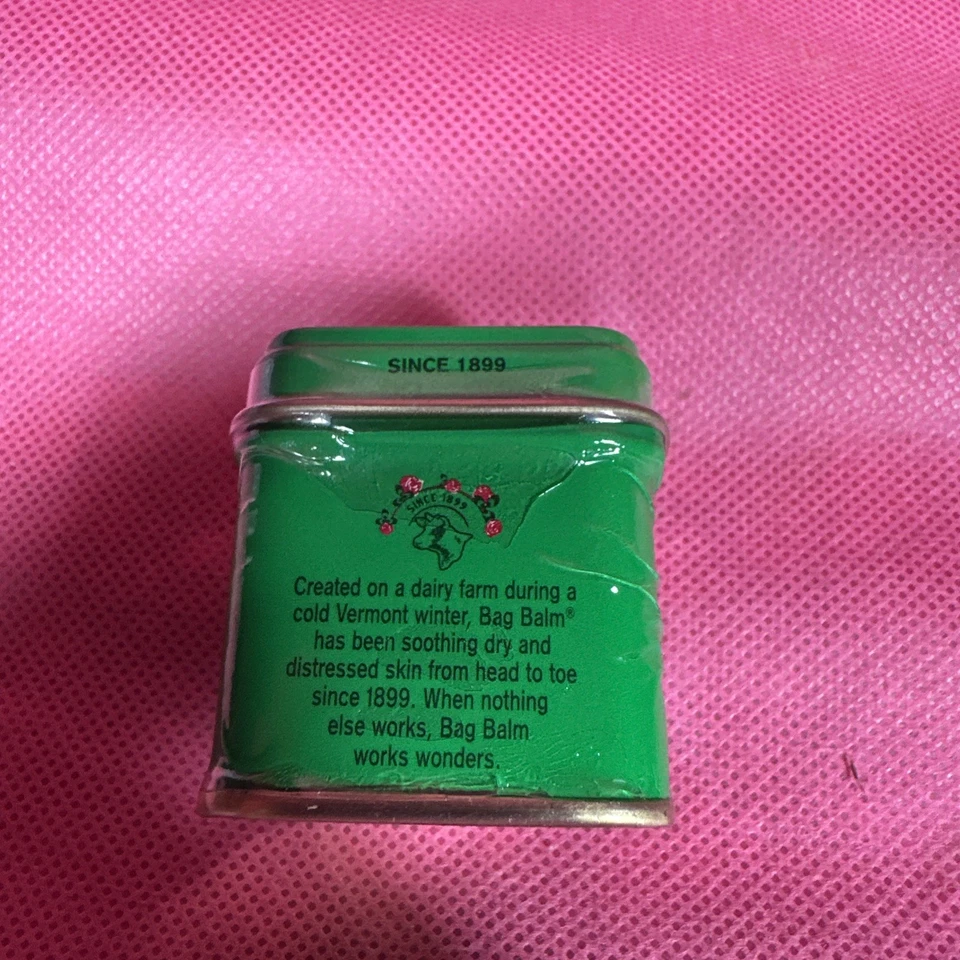 SINCE 1899
SINCE 1899
Created on a dairy farm during a
cold Vermont winter, Bag Balm®
has been soothing dry and
distressed skin from head to toe
since 1899. When nothing
else works, Bag Balm
works wonders.